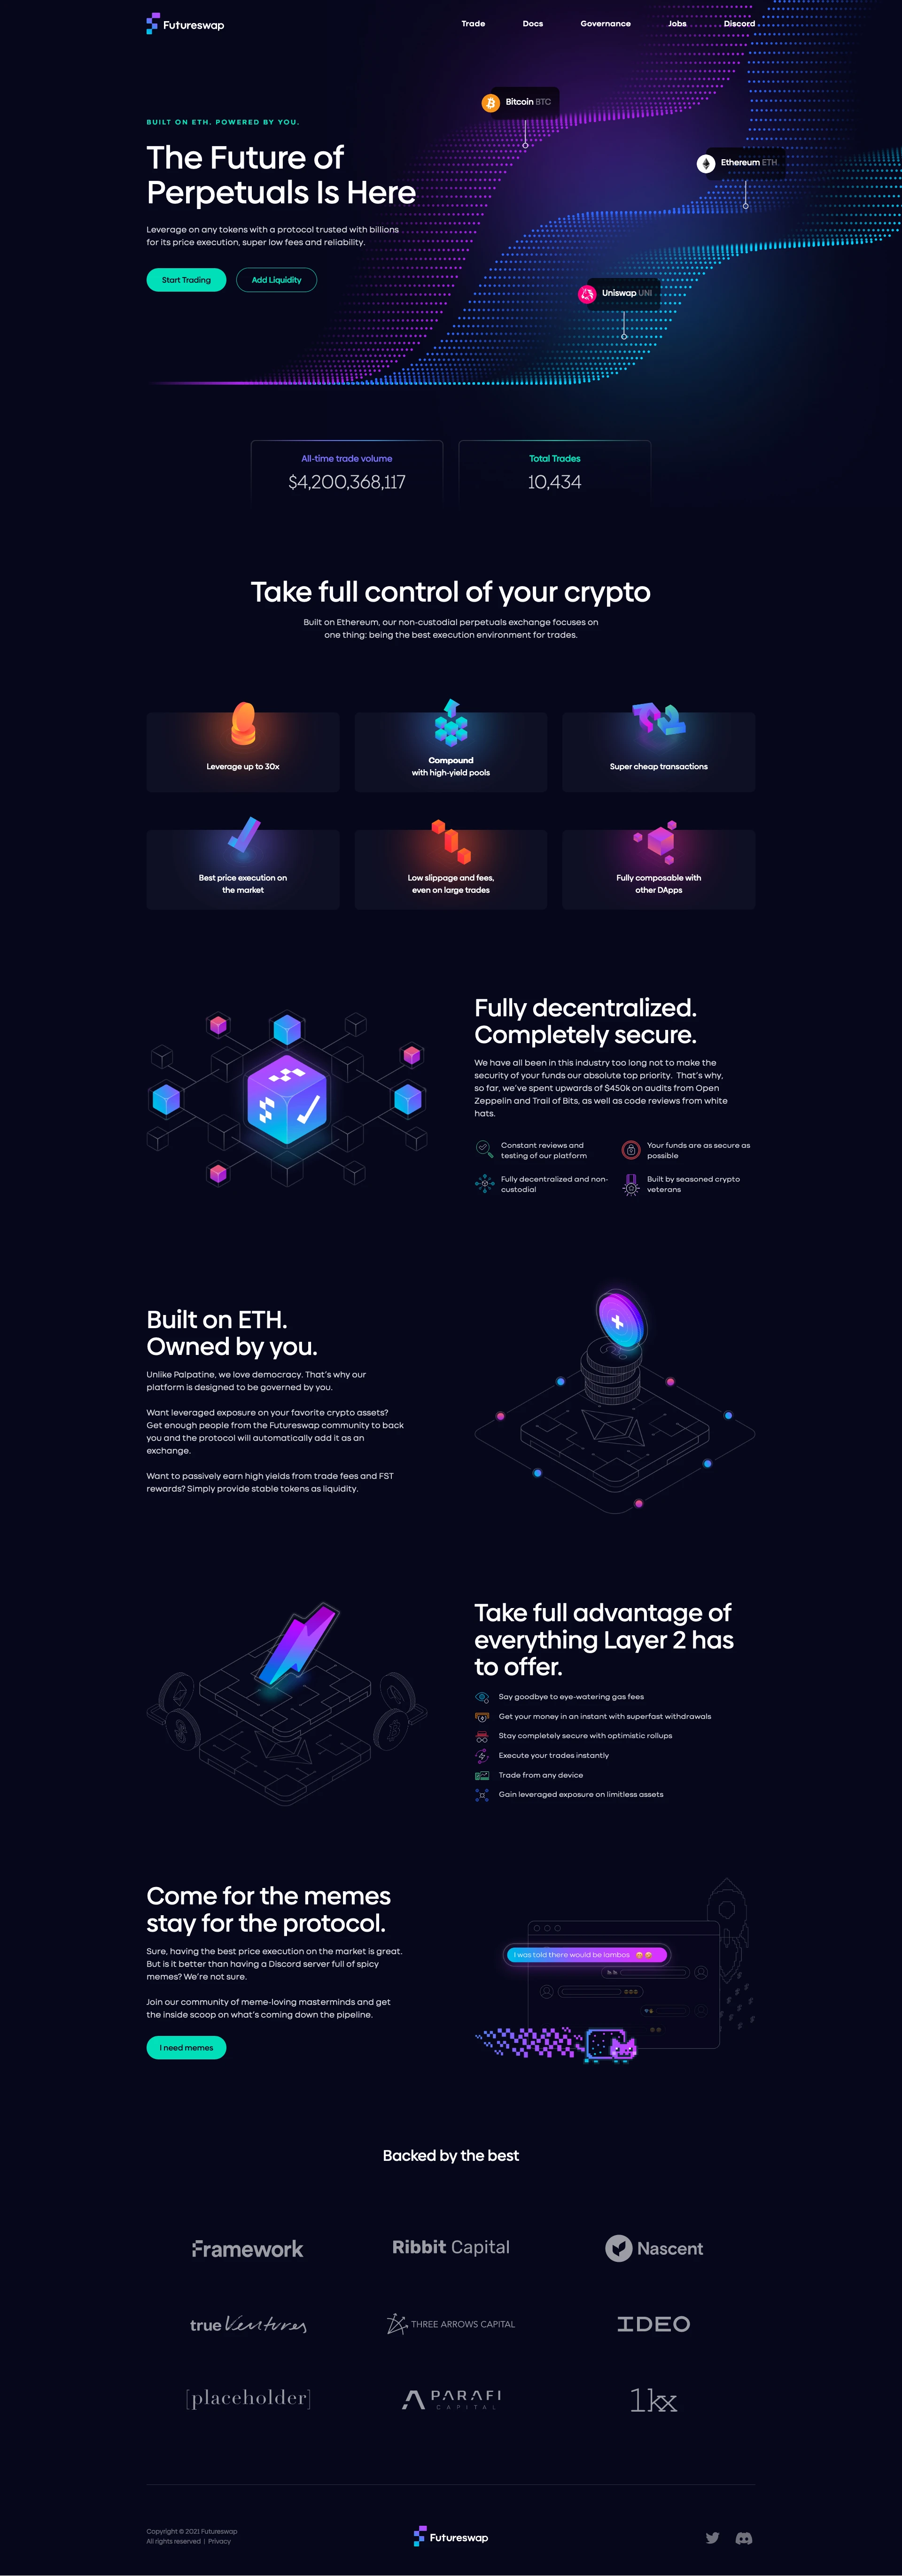 Futureswap
Trade Docs Governance Jobs Discord
Bitcoin BTC
BUILT ON ETH. POWERED BY YOU.
The Future of
Perpetuals Is Here
Ethereum ETH
Leverage on any tokens with a protocol trusted with billions
for its price execution, super low fees and reliability.
Start Trading Add Liquidity
Uniswap UNI
All-time trade volume
$4,200,368,117
Total Trades
10,434
Take full control of your crypto
Built on Ethereum, our non-custodial perpetuals exchange focuses on
one thing: being the best execution environment for trades.
Leverage up to 30x
Compound
with high-yield pools
Super cheap transactions
Best price execution on
the market
Low slippage and fees,
even on large trades
Fully composable with
other DApps
Fully decentralized.
Completely secure.
We have all been in this industry too long not to make the
security of your funds our absolute top priority. That's why,
so far, we've spent upwards of $450k on audits from Open
Zeppelin and Trail of Bits, as well as code reviews from white
hats.
Constant reviews and
testing of our platform
Your funds are as secure as
possible
Fully decentralized and non-
custodial
Built by seasoned crypto
veterans
Built on ETH.
Owned by you.
Unlike Palpatine, we love democracy. That's why our
platform is designed to be governed by you.
Want leveraged exposure on your favorite crypto assets?
Get enough people from the Futureswap community to back
you and the protocol will automatically add it as an
exchange.
Want to passively earn high yields from trade fees and FST
rewards? Simply provide stable tokens as liquidity.
Take full advantage of
everything Layer 2 has
to offer.
Say goodbye to eye-watering gas fees
Get your money in an instant with superfast withdrawals
Stay completely secure with optimistic rollups
Execute your trades instantly
Trade from any device
Gain leveraged exposure on limitless assets
Come for the memes
stay for the protocol.
Sure, having the best price execution on the market is great.
But is it better than having a Discord server full of spicy
memes? We're not sure.
Join our community of meme-loving masterminds and get
the inside scoop on what's coming down the pipeline.
I need memes
I was told there would be lambos
Backed by the best
Framework
Ribbit Capital
Nascent
true Ventures
THREE ARROWS CAPITAL
IDEO
[placeholder]
PARAFI
CAPITAL
1kx
Copyright © 2021 Futureswap
All rights reserved | Privacy
Futureswap